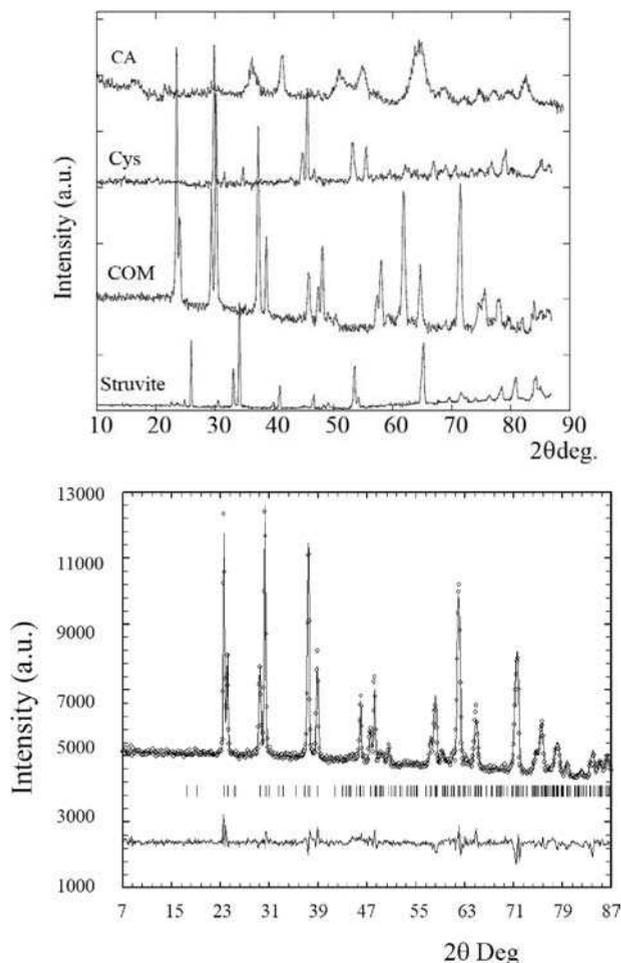 CA
Cys
COM
Struvite
Intensity (a.u.)
10 20 30 40 50 60 70 80 90
2θdeg.
13000
11000
9000
7000
5000
3000
1000
Intensity (a.u.)
7 15 23 31 39 47 55 63 71 79 87
2θ Deg